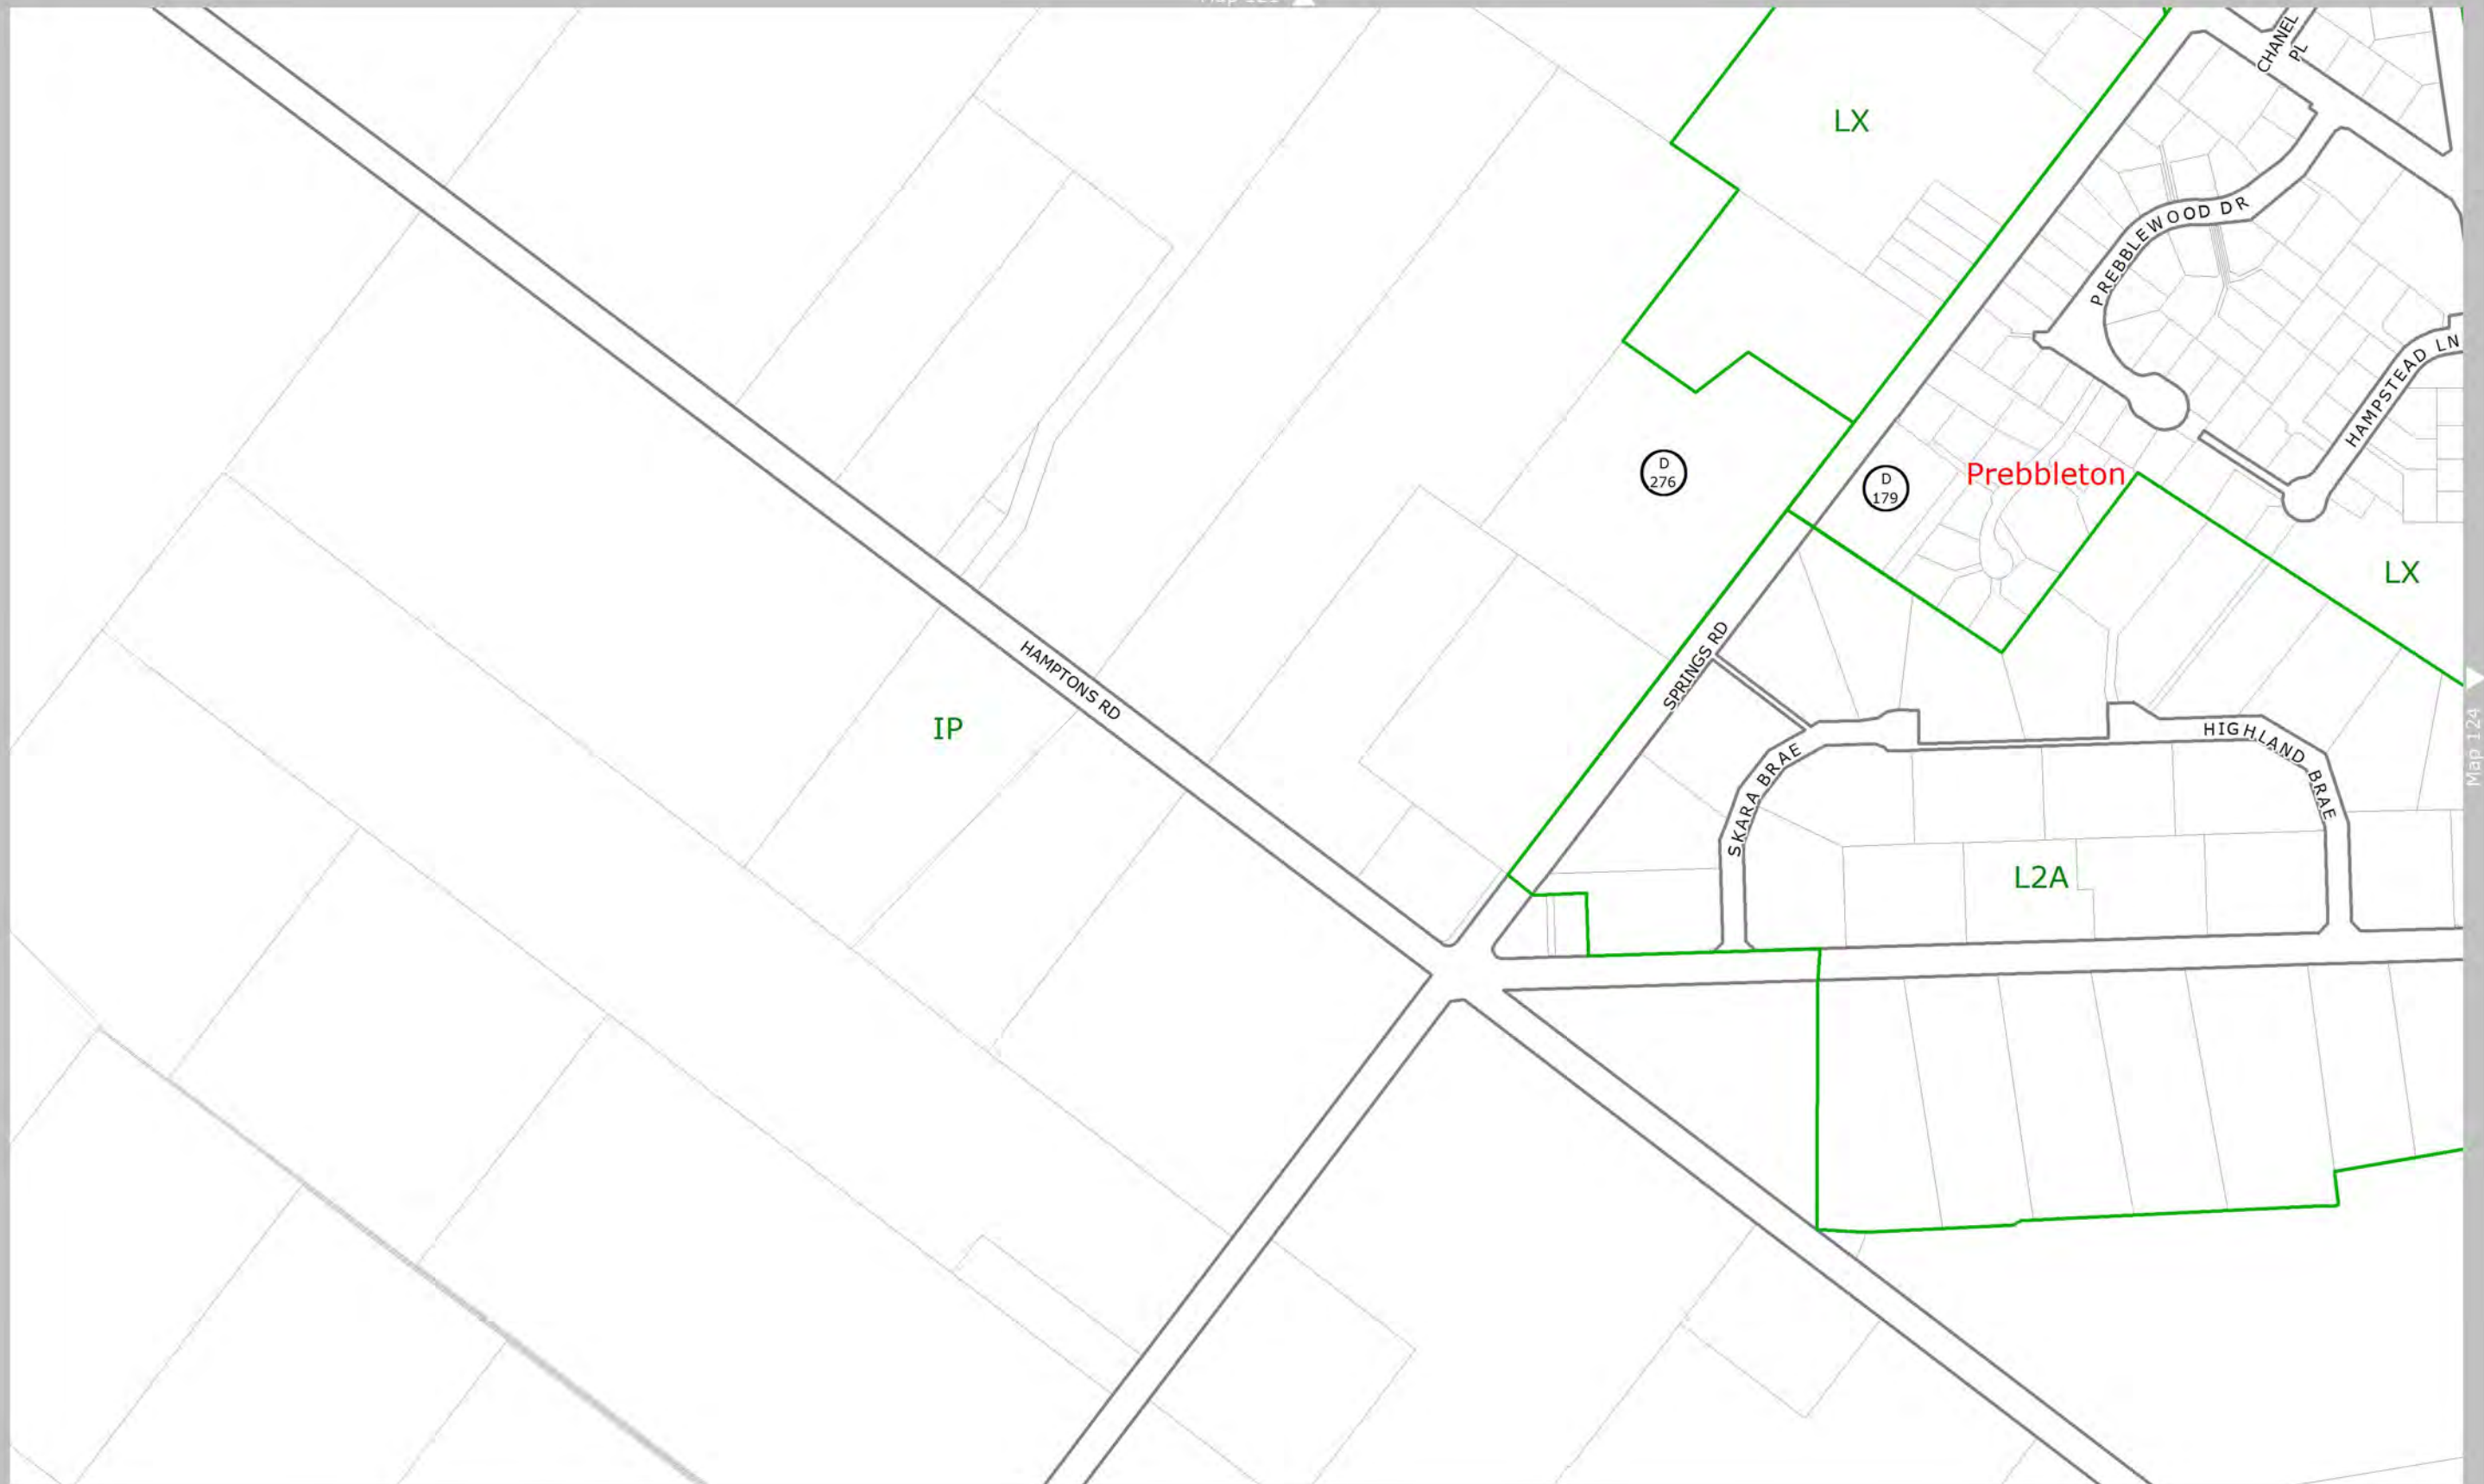 CHANEL
PL
LX
PREBBLEWOOD DR
HAMPSTEAD LN
D
276
D
179
Prebbleton
LX
SPRINGS RD
HAMPTONS RD
IP
HIGHLAND BRAE
SKARA BRAE
Map 124
L2A